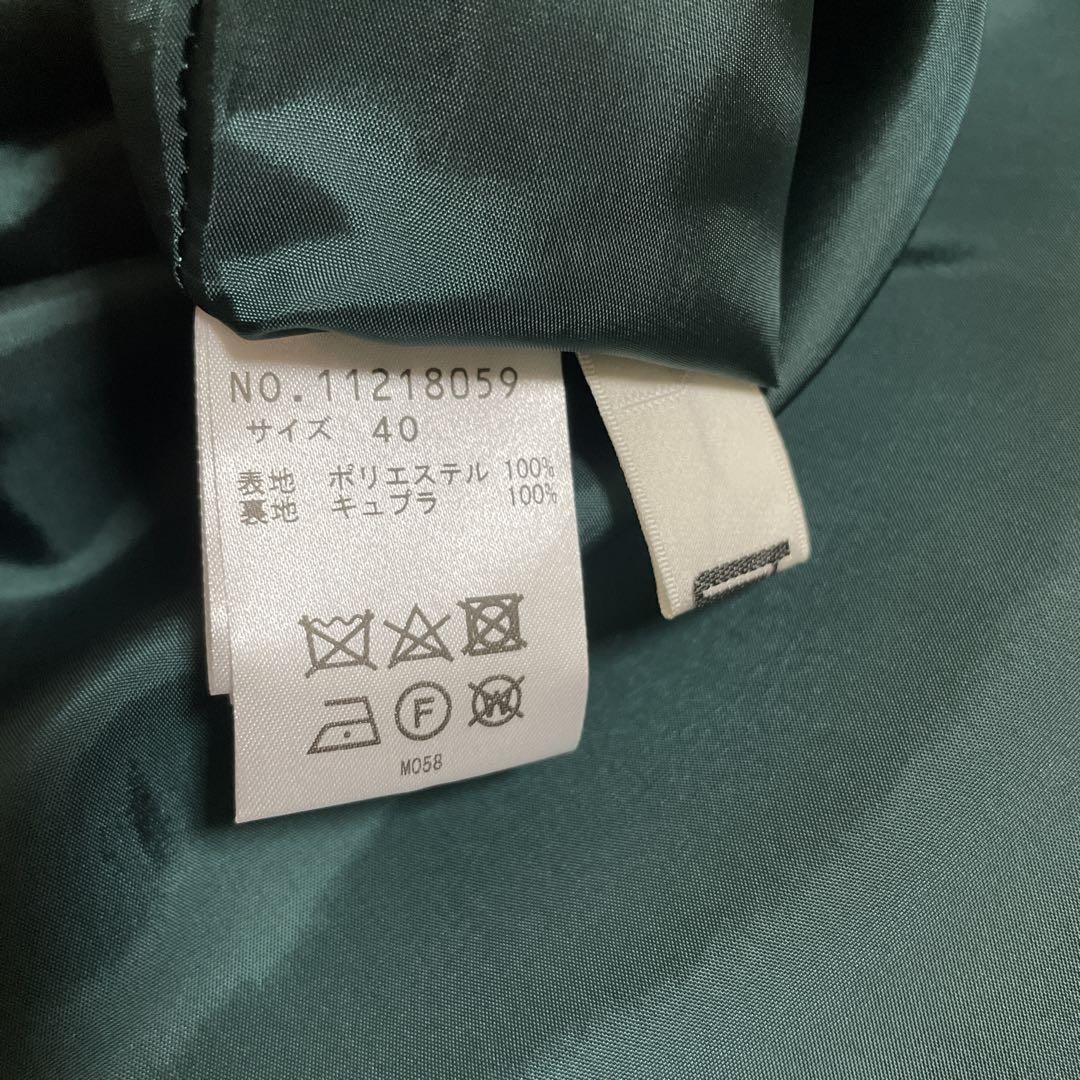 NO.11218059
サイズ 40
表地 ポリエステル 100%
裏地 キュプラ 100%
F W
M058